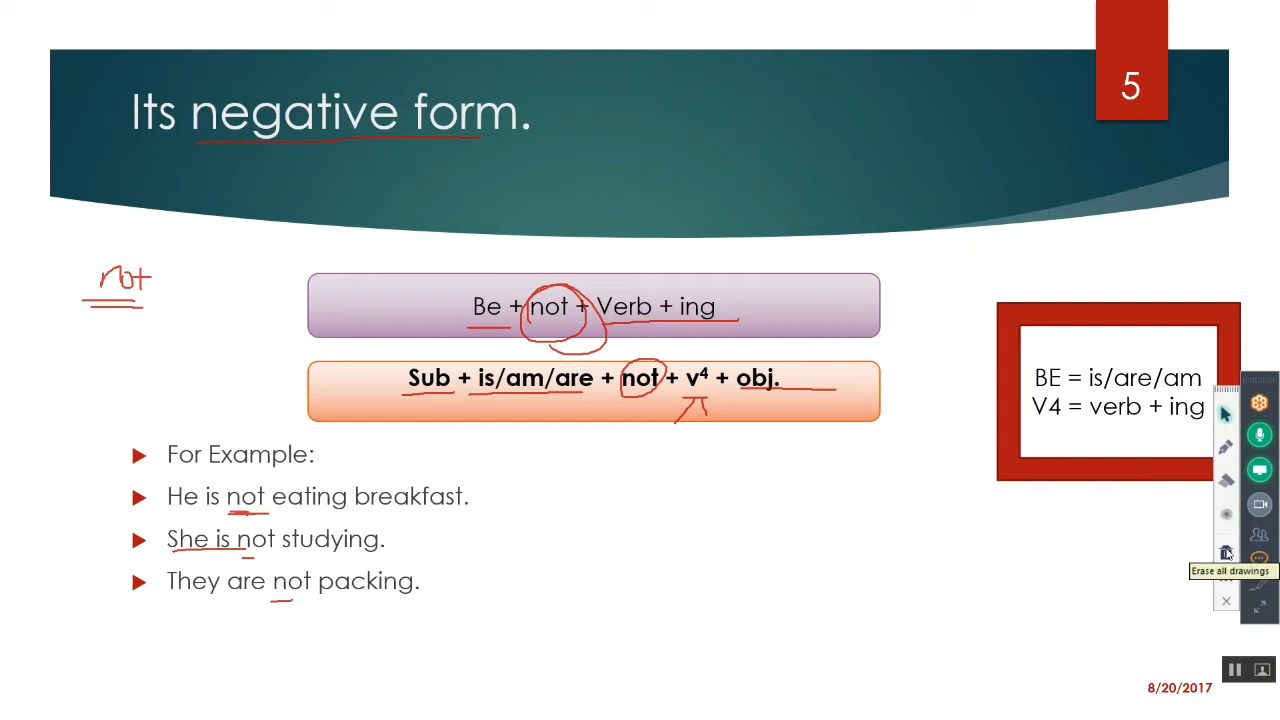 5
Its negative form.
not
Be + not + Verb + ing
Sub + is/am/are + not + v⁴ + obj.
BE = is/are/am
V4 = verb + ing
For Example:
He is not eating breakfast.
She is not studying.
They are not packing.
Erase all drawings
8/20/2017